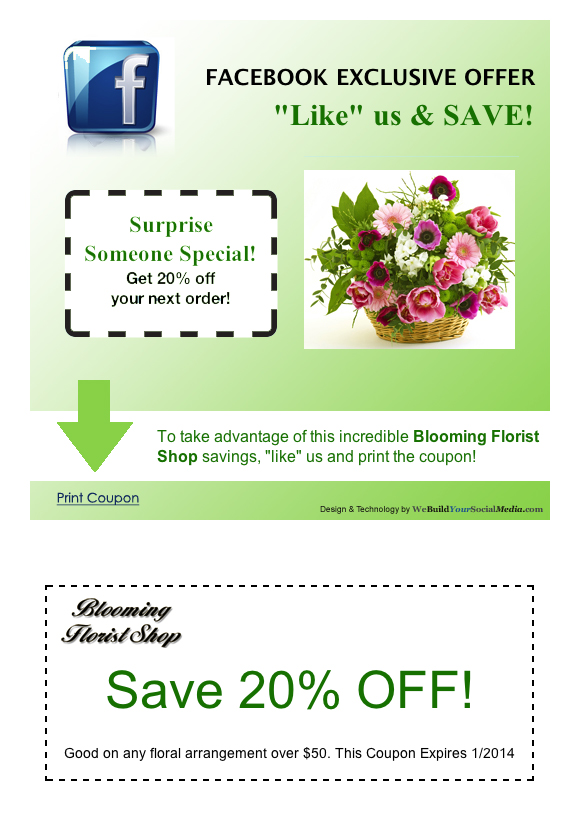 f
FACEBOOK EXCLUSIVE OFFER
"Like" us & SAVE!
Surprise
Someone Special!
Get 20% off
your next order!
To take advantage of this incredible Blooming Florist
Shop savings, "like" us and print the coupon!
Print Coupon
Design & Technology by WeBuildYourSocialMedia.com
Blooming
Florist Shop
Save 20% OFF!
Good on any floral arrangement over $50. This Coupon Expires 1/2014